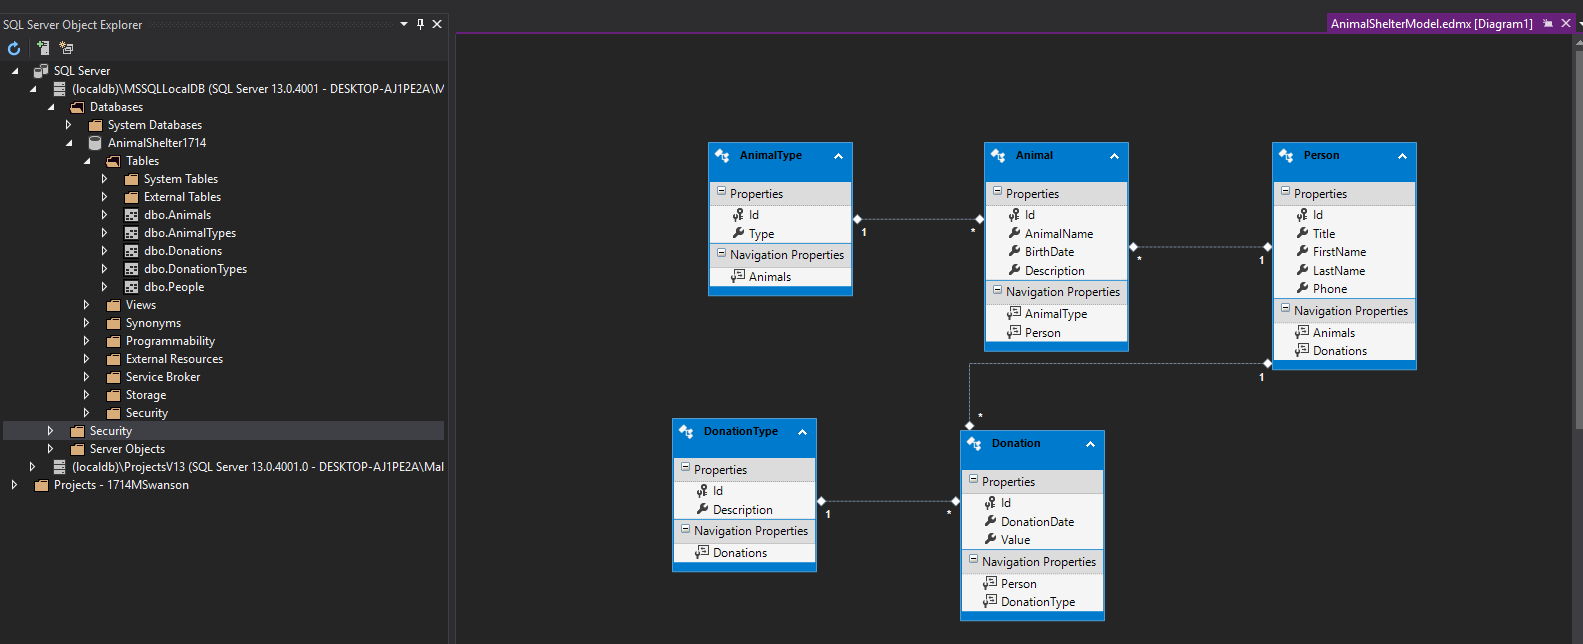 SQL Server Object Explorer
SQL Server
(localdb)\MSSQLLocalDB (SQL Server 13.0.4001 - DESKTOP-AJ1PE2A\M
Databases
System Databases
AnimalShelter1714
Tables
System Tables
External Tables
dbo.Animals
dbo.AnimalTypes
dbo.Donations
dbo.DonationTypes
dbo.People
Views
Synonyms
Programmability
External Resources
Service Broker
Storage
Security
Security
Server Objects
(localdb)\ProjectsV13 (SQL Server 13.0.4001.0 - DESKTOP-AJ1PE2A\Mal
Projects - 1714MSwanson
AnimalShelterModel.edmx [Diagram1]
AnimalType
Properties
Id
Type
Navigation Properties
Animals
1
*
Animal
Properties
Id
AnimalName
BirthDate
Description
Navigation Properties
AnimalType
Person
*
1
Person
Properties
Id
Title
FirstName
LastName
Phone
Navigation Properties
Animals
Donations
1
*
DonationType
Properties
Id
Description
Navigation Properties
Donations
1
*
Donation
Properties
Id
DonationDate
Value
Navigation Properties
Person
DonationType